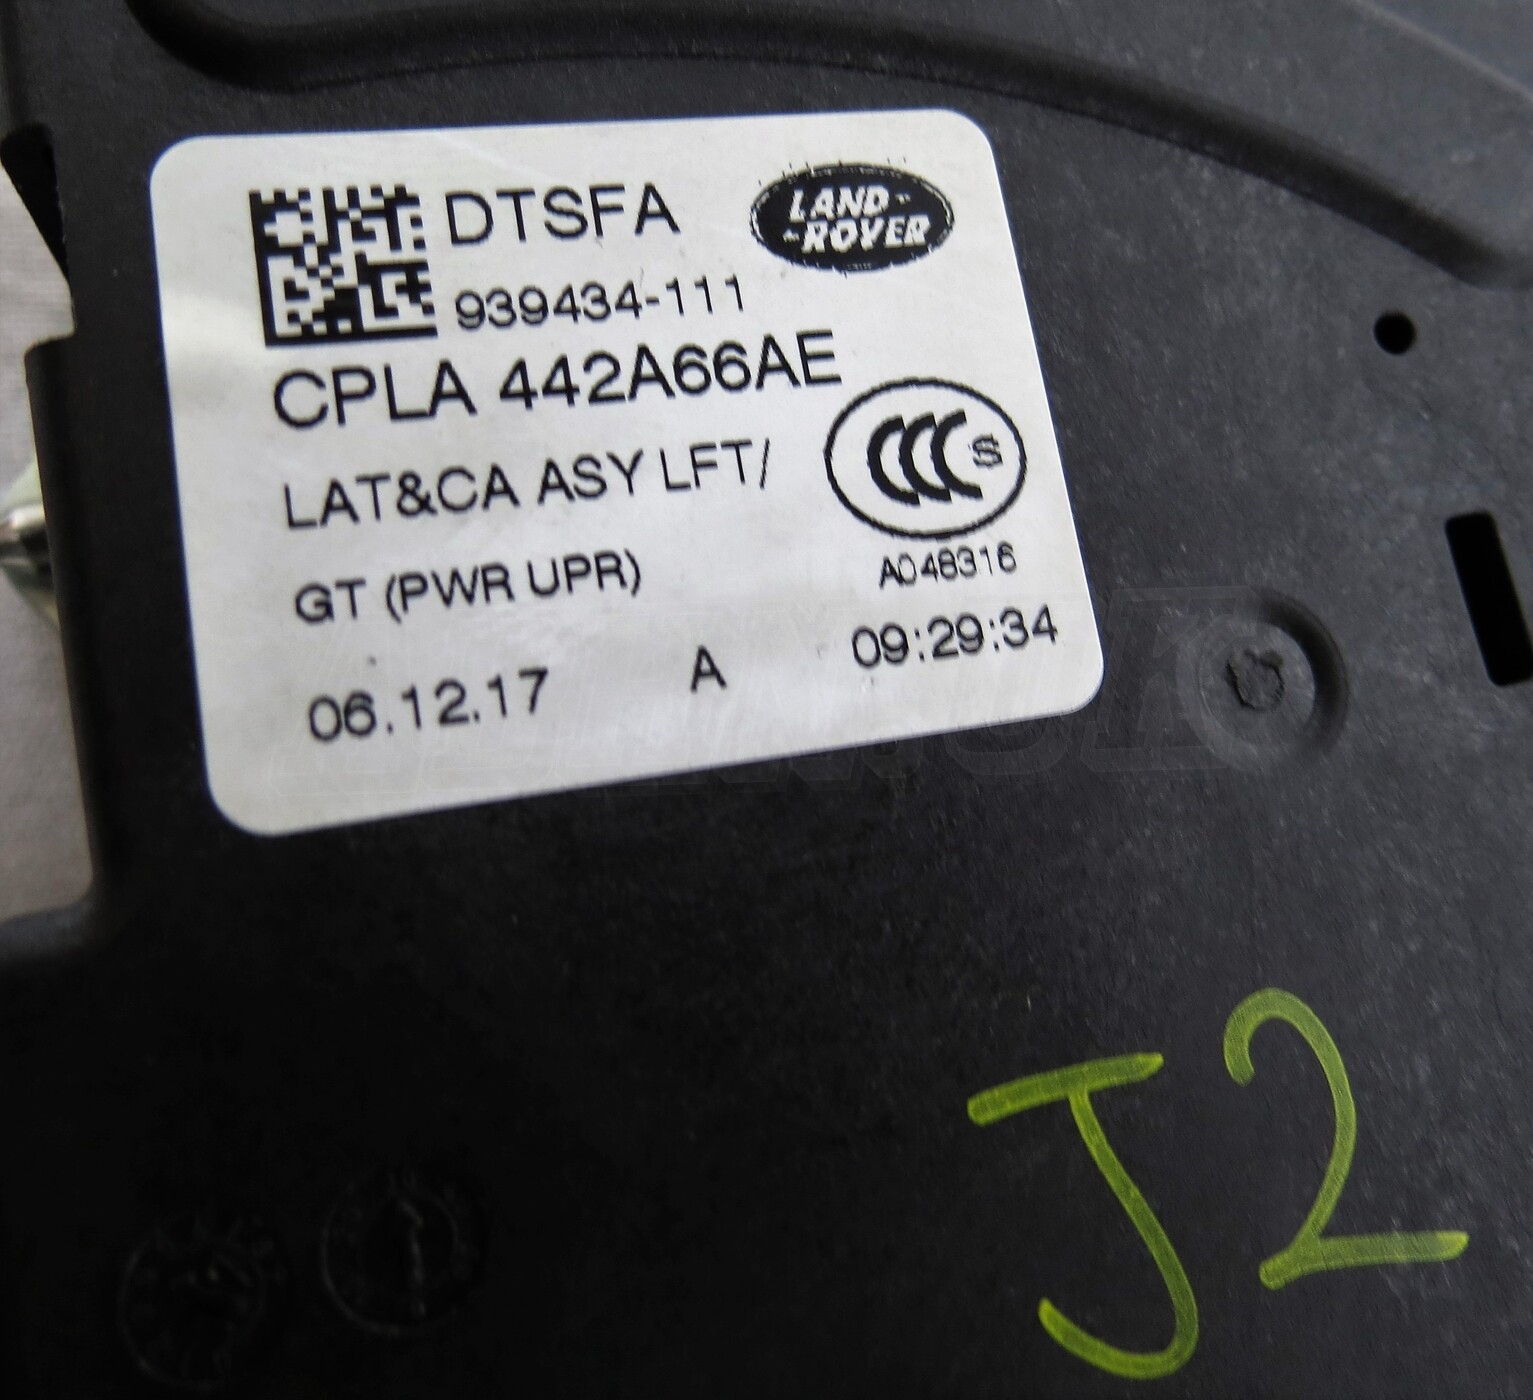 DTSFA
LAND-
-ROVER
939434-111
CPLA 442A66AE
CCC S
LAT&CA ASY LFT/
A048316
GT (PWR UPR)
09:29:34
06.12.17 A
J2